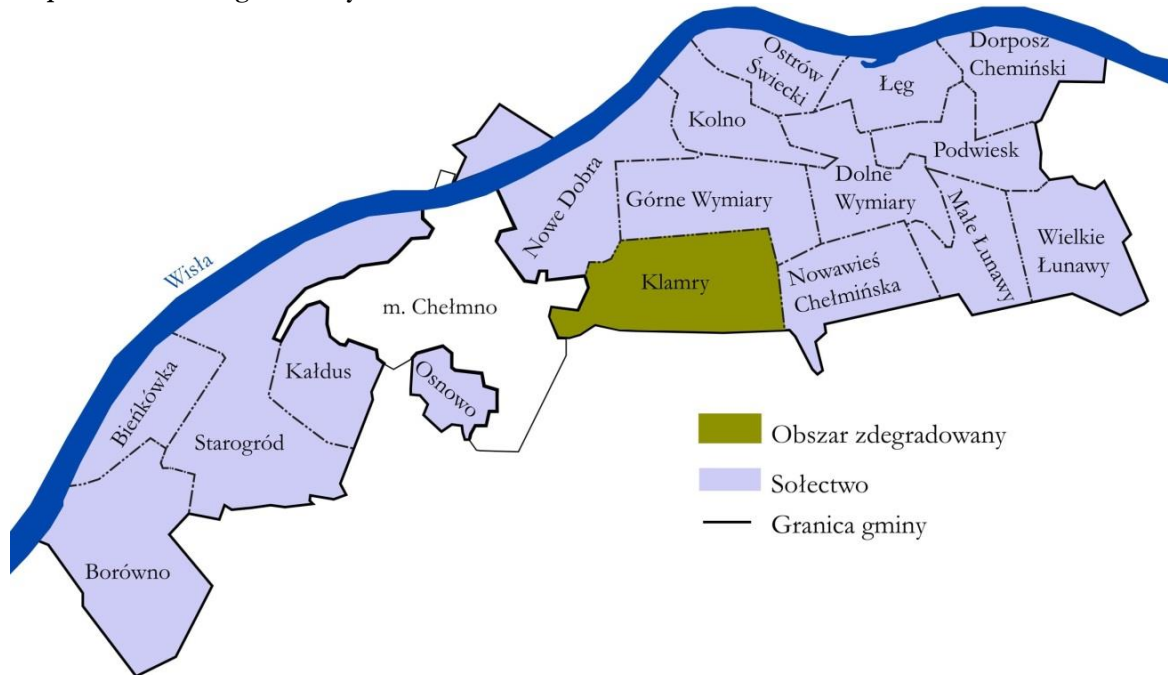 Ostrów
Świecki
Łęg
Dorposz
Chemiński
Kolno
Podwiesk
Nowe Dobra
Górne Wymiary
Dolne
Wymiary
Małe Łunawy
Wielkie
Łunawy
Wisła
Klamry
Nowawieś
Chełmińska
m. Chełmno
Kałdus
Osnowo
Bieńkówka
Starogród
Borówno
Obszar zdegradowany
Sołectwo
Granica gminy